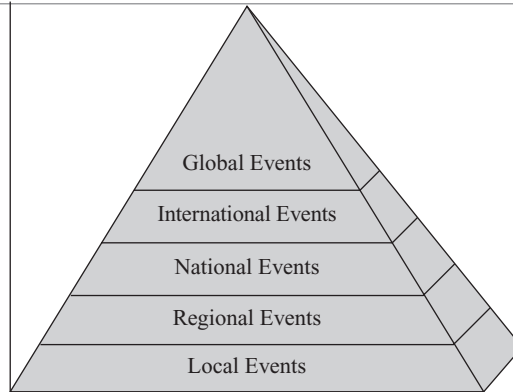 Global Events
International Events
National Events
Regional Events
Local Events